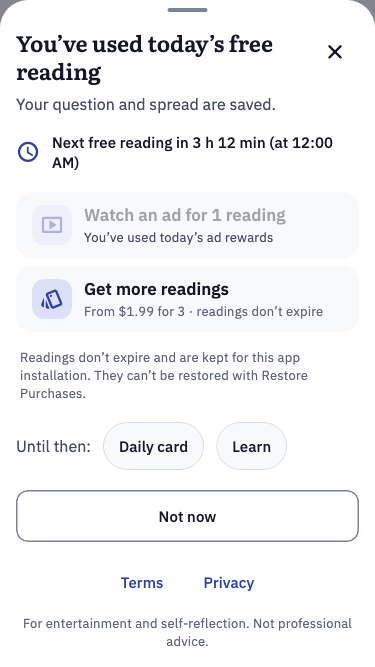 You’ve used today’s free
reading
Your question and spread are saved.
Next free reading in 3 h 12 min (at 12:00
AM)
Watch an ad for 1 reading
You’ve used today’s ad rewards
Get more readings
From $1.99 for 3 · readings don’t expire
Readings don’t expire and are kept for this app
installation. They can’t be restored with Restore
Purchases.
Until then: Daily card Learn
Not now
Terms Privacy
For entertainment and self-reflection. Not professional
advice.